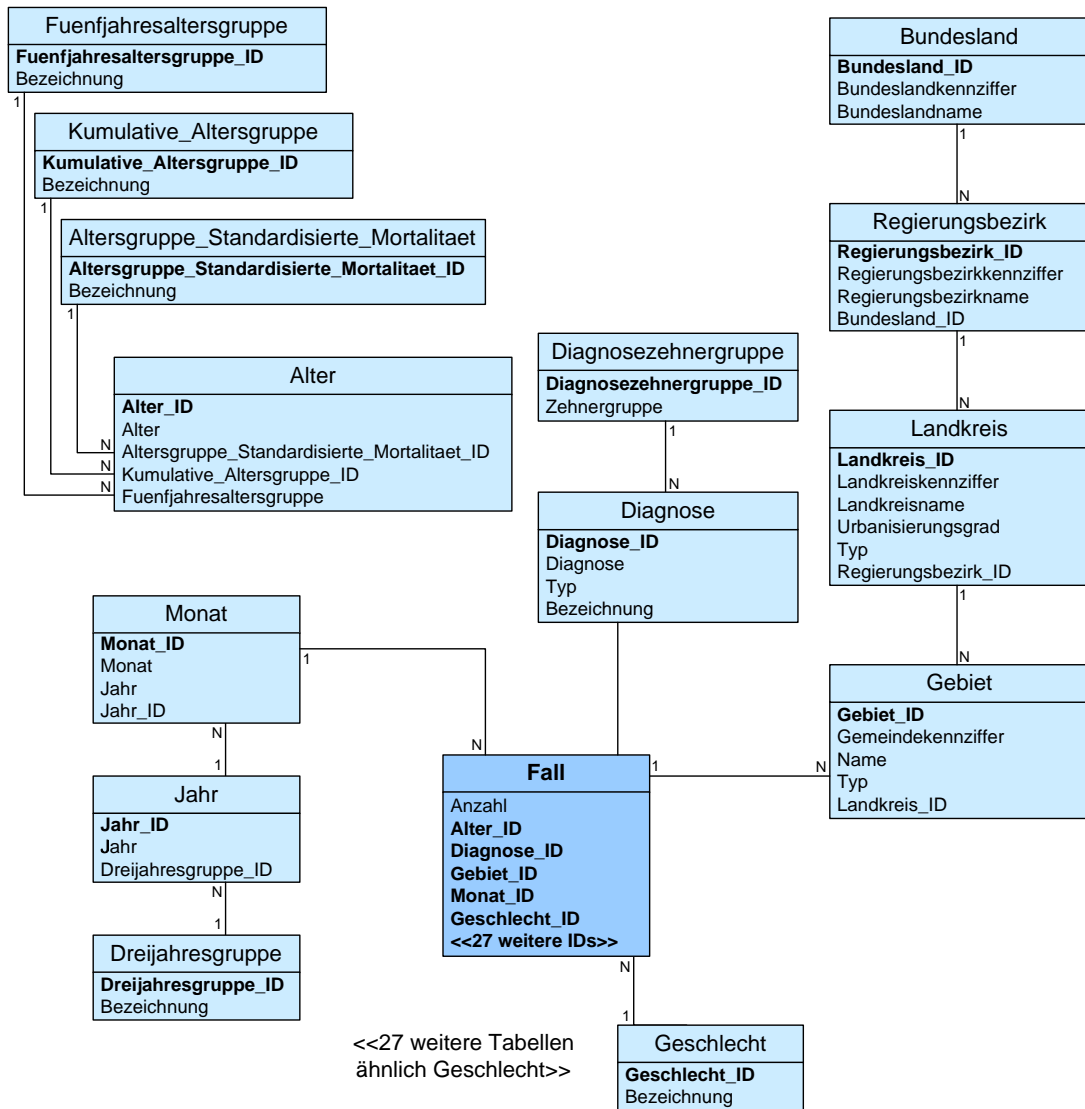 Fuenfjahresaltersgruppe
Fuenfjahresaltersgruppe_ID
Bezeichnung
1
Kumulative_Altersgruppe
Kumulative_Altersgruppe_ID
Bezeichnung
1
Altersgruppe_Standardisierte_Mortalitaet
Altersgruppe_Standardisierte_Mortalitaet_ID
Bezeichnung
1
Alter
Alter_ID
Alter
Altersgruppe_Standardisierte_Mortalitaet_ID
Kumulative_Altersgruppe_ID
Fuenfjahresaltersgruppe
N
N
N
Bundesland
Bundesland_ID
Bundeslandkennziffer
Bundeslandname
1
N
Regierungsbezirk
Regierungsbezirk_ID
Regierungsbezirkkennziffer
Regierungsbezirkname
Bundesland_ID
1
N
Landkreis
Landkreis_ID
Landkreiskennziffer
Landkreisname
Urbanisierungsgrad
Typ
Regierungsbezirk_ID
1
N
Gebiet
Gebiet_ID
Gemeindekennziffer
Name
Typ
Landkreis_ID
Diagnosezehnergruppe
Diagnosezehnergruppe_ID
Zehnergruppe
1
N
Diagnose
Diagnose_ID
Diagnose
Typ
Bezeichnung
Monat
Monat_ID
Monat
Jahr
Jahr_ID
1
N
N
1
Jahr
Jahr_ID
Jahr
Dreijahresgruppe_ID
N
1
Dreijahresgruppe
Dreijahresgruppe_ID
Bezeichnung
Fall
Anzahl
Alter_ID
Diagnose_ID
Gebiet_ID
Monat_ID
Geschlecht_ID
<<27 weitere IDs>>
1
N
N
1
<<27 weitere Tabellen
ähnlich Geschlecht>>
Geschlecht
Geschlecht_ID
Bezeichnung